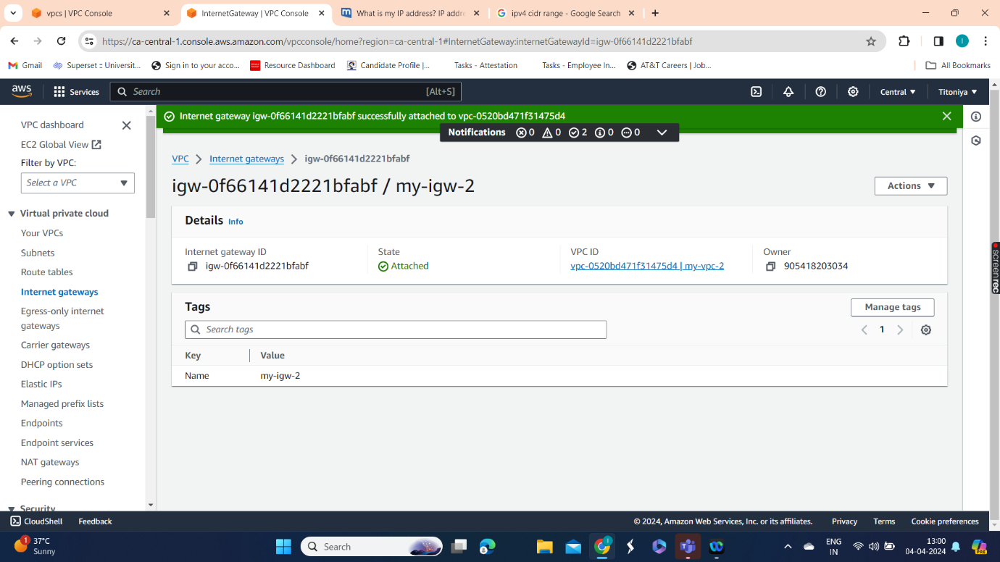 vpcs | VPC Console
InternetGateway | VPC Console
What is my IP address? IP addre
ipv4 cidr range - Google Search
https://ca-central-1.console.aws.amazon.com/vpcconsole/home?region=ca-central-1#InternetGateway:internetGatewayId=igw-0f66141d2221bfabf
I
Gmail
Superset :: Universit...
Sign in to your acco...
Resource Dashboard
Candidate Profile |...
Tasks - Attestation
Tasks - Employee In...
AT&T Careers | Job...
All Bookmarks
aws
Services
Search
[Alt+S]
Central
Titoniya
VPC dashboard
EC2 Global View
Filter by VPC:
Select a VPC
Virtual private cloud
Your VPCs
Subnets
Route tables
Internet gateways
Egress-only internet
gateways
Carrier gateways
DHCP option sets
Elastic IPs
Managed prefix lists
Endpoints
Endpoint services
NAT gateways
Peering connections
Security
Internet gateway igw-0f66141d2221bfabf successfully attached to vpc-0520bd471f31475d4
Notifications 0 0 2 0 0
VPC
Internet gateways
igw-0f66141d2221bfabf
igw-0f66141d2221bfabf / my-igw-2
Actions
Details Info
Internet gateway ID
igw-0f66141d2221bfabf
State
Attached
VPC ID
vpc-0520bd471f31475d4 | my-vpc-2
Owner
905418203034
Tags
Manage tags
Search tags
1
Key Value
Name my-igw-2
screenrec
CloudShell
Feedback
© 2024, Amazon Web Services, Inc. or its affiliates.
Privacy
Terms
Cookie preferences
1
37°C
Sunny
Search
ENG
IN
13:00
04-04-2024
PRE